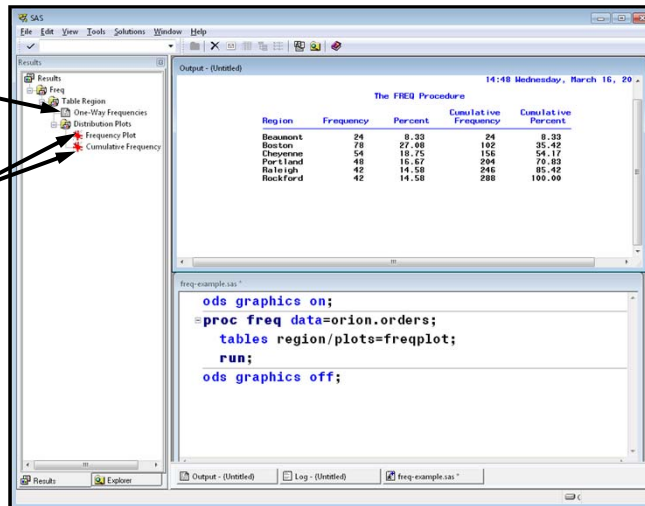 SAS
File Edit View Tools Solutions Window Help
Results
Results
Freq
Table Region
One-Way Frequencies
Distribution Plots
Frequency Plot
Cumulative Frequency
Output - (Untitled)
14:48 Wednesday, March 16, 20
The FREQ Procedure
Cumulative Cumulative
Region Frequency Percent Frequency Percent
Beaumont 24 8.33 24 8.33
Boston 78 27.08 102 35.42
Cheyenne 54 18.75 156 54.17
Portland 48 16.67 204 70.83
Raleigh 42 14.58 246 85.42
Rockford 42 14.58 288 100.00
freq-example.sas *
ods graphics on;
proc freq data=orion.orders;
tables region/plots=freqplot;
run;
ods graphics off;
Results Explorer
Output - (Untitled) Log - (Untitled) freq-example.sas *